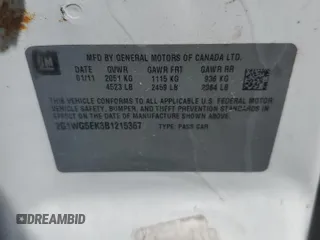 GM
MFD BY GENERAL MOTORS OF CANADA LTD.
01/11 GVWR GAWR FRT GAWR RR
2051 KG 1115 KG 936 KG
4523 LB 2459 LB 2064 LB
THIS VEHICLE CONFORMS TO ALL APPLICABLE U.S. FEDERAL MOTOR
VEHICLE SAFETY, BUMPER, AND THEFT PREVENTION STANDARDS
IN EFFECT ON THE DATE OF MANUFACTURE SHOWN ABOVE.
TYPE: PASS CAR
DREAMBID